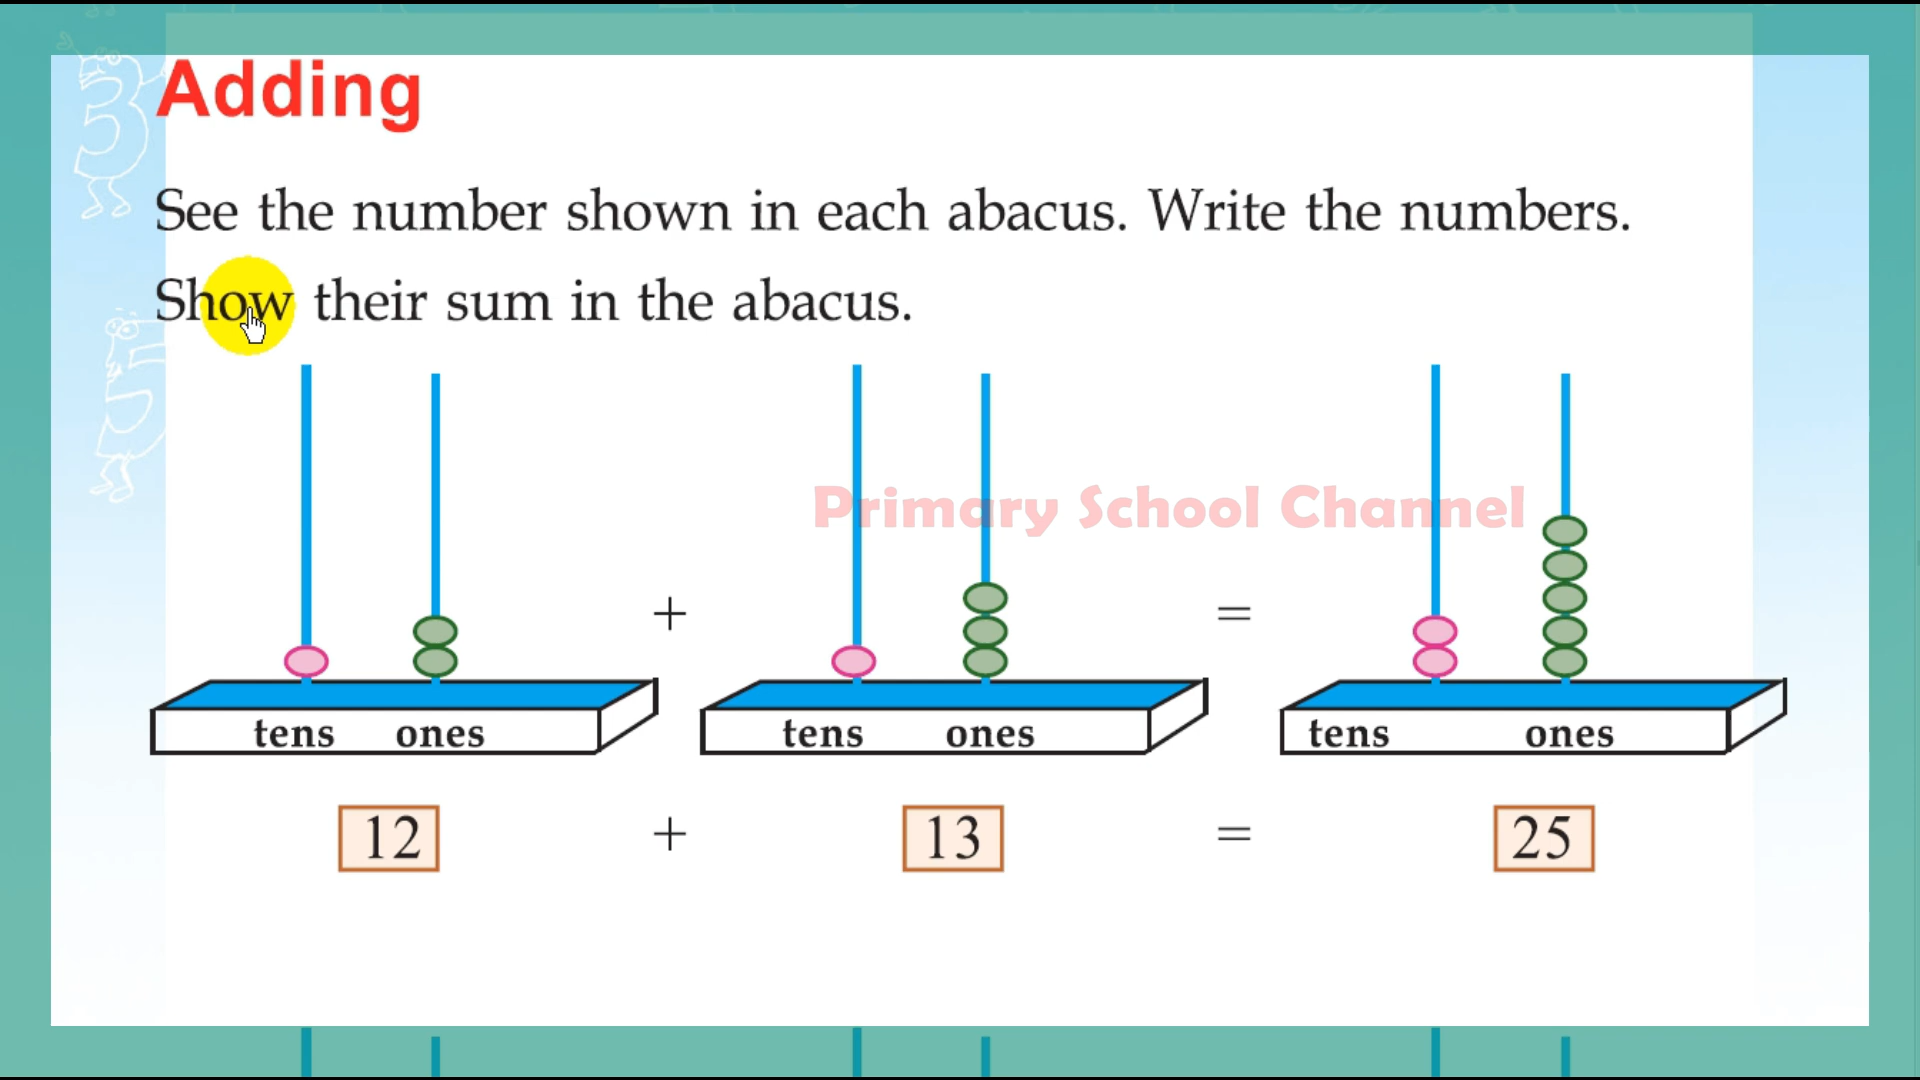 Adding
See the number shown in each abacus. Write the numbers.
Show their sum in the abacus.
Primary School Channel
+ =
tens ones tens ones tens ones
12 + 13 = 25